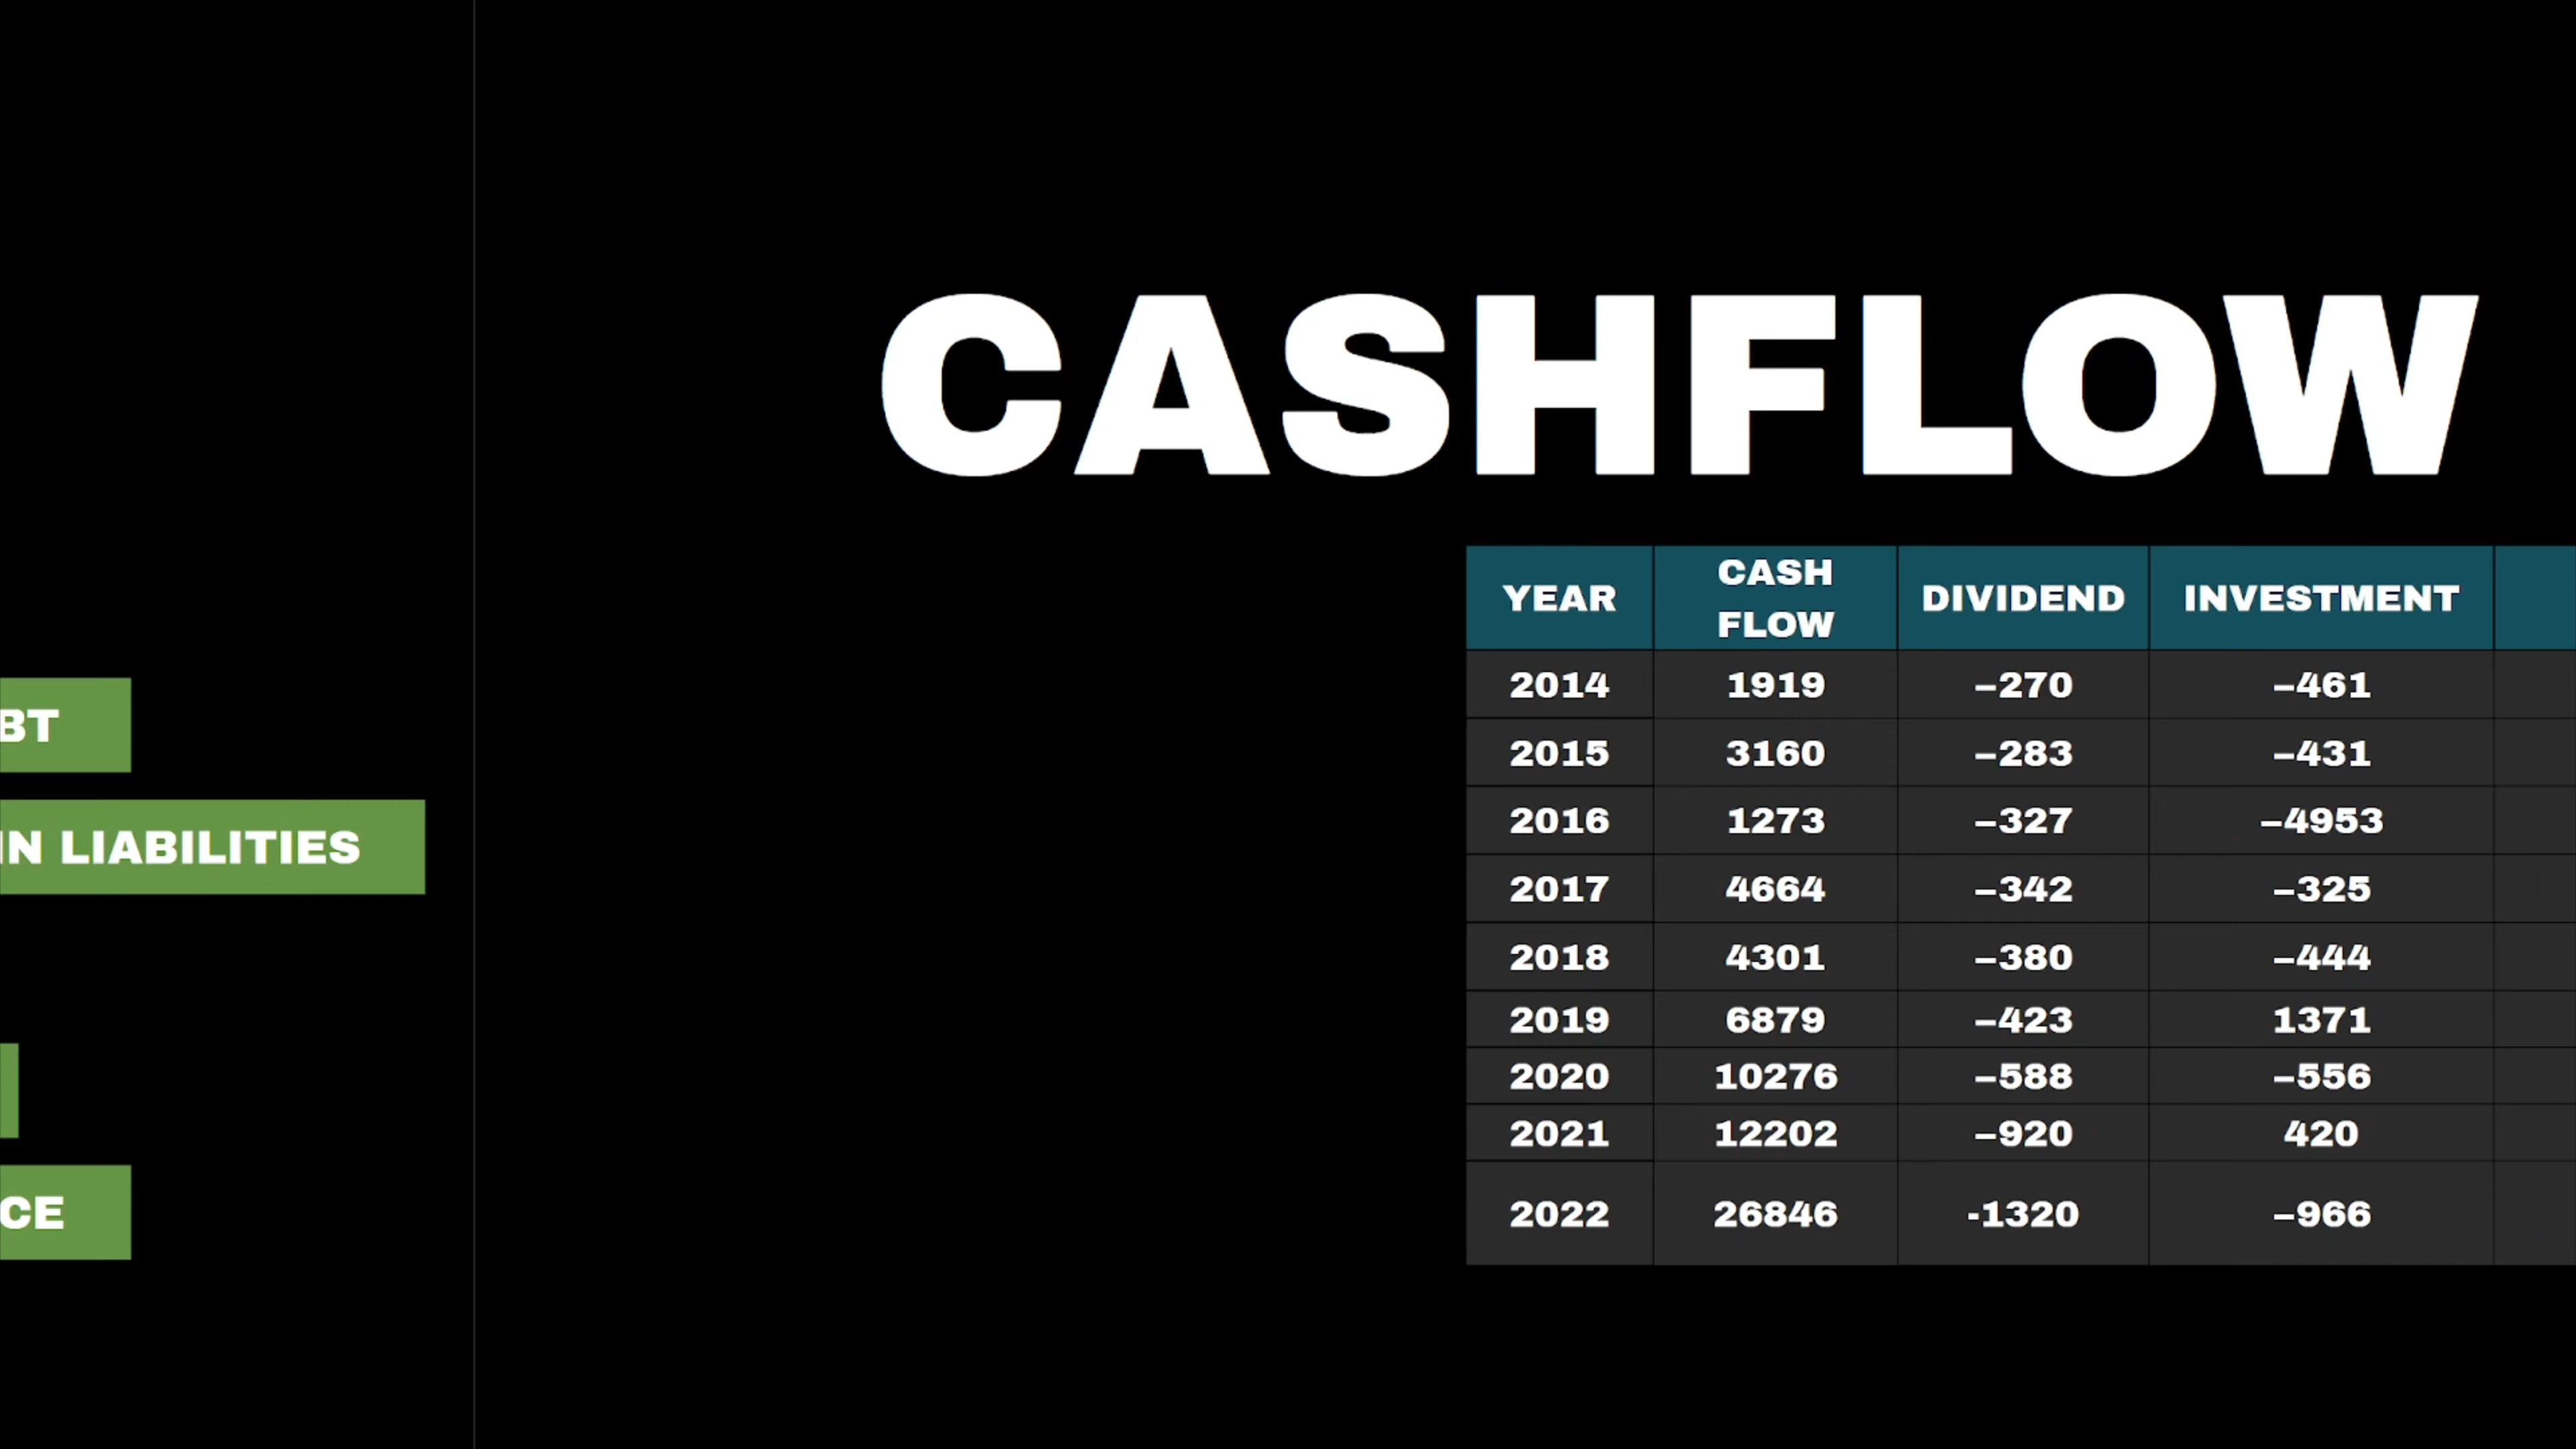 BT
IN LIABILITIES
CE
CASHFLOW
YEAR CASH FLOW DIVIDEND INVESTMENT
2014 1919 –270 –461
2015 3160 –283 –431
2016 1273 –327 –4953
2017 4664 –342 –325
2018 4301 –380 –444
2019 6879 –423 1371
2020 10276 –588 –556
2021 12202 –920 420
2022 26846 -1320 –966